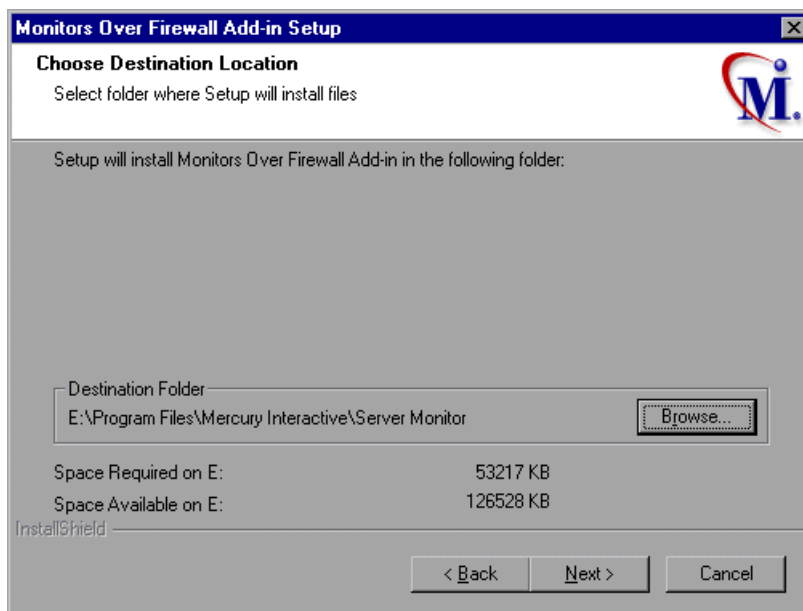 Monitors Over Firewall Add-in Setup
Choose Destination Location
Select folder where Setup will install files
M.
Setup will install Monitors Over Firewall Add-in in the following folder:
Destination Folder
E:\Program Files\Mercury Interactive\Server Monitor
Browse...
Space Required on E: 53217 KB
Space Available on E: 126528 KB
InstallShield
< Back Next > Cancel